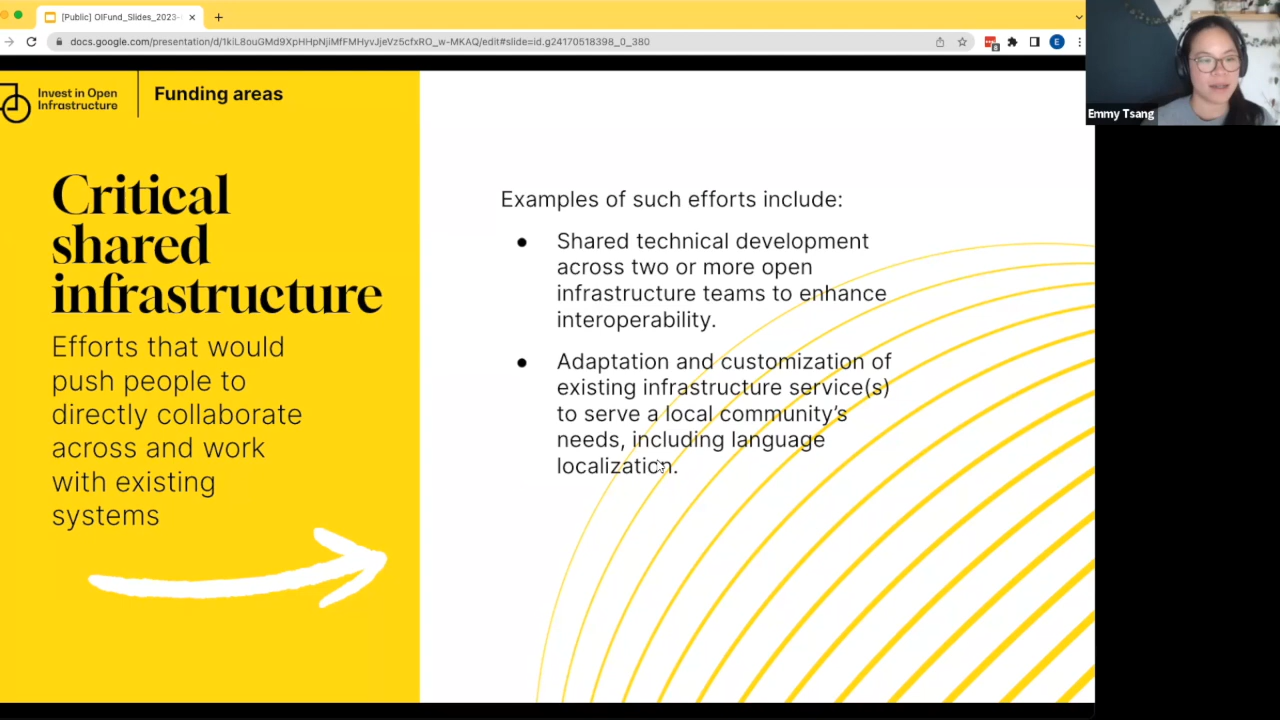 [Public] OIFund_Slides_2023-
docs.google.com/presentation/d/1kiL8ouGMd9XpHHpNjiMfFMHyvJjeVz5cfxRO_w-MKAQ/edit#slide=id.g24170518398_0_380
E
Emmy Tsang
Invest in Open
Infrastructure
Funding areas
Critical
shared
infrastructure
Efforts that would
push people to
directly collaborate
across and work
with existing
systems
Examples of such efforts include:
● Shared technical development
across two or more open
infrastructure teams to enhance
interoperability.
● Adaptation and customization of
existing infrastructure service(s)
to serve a local community’s
needs, including language
localization.